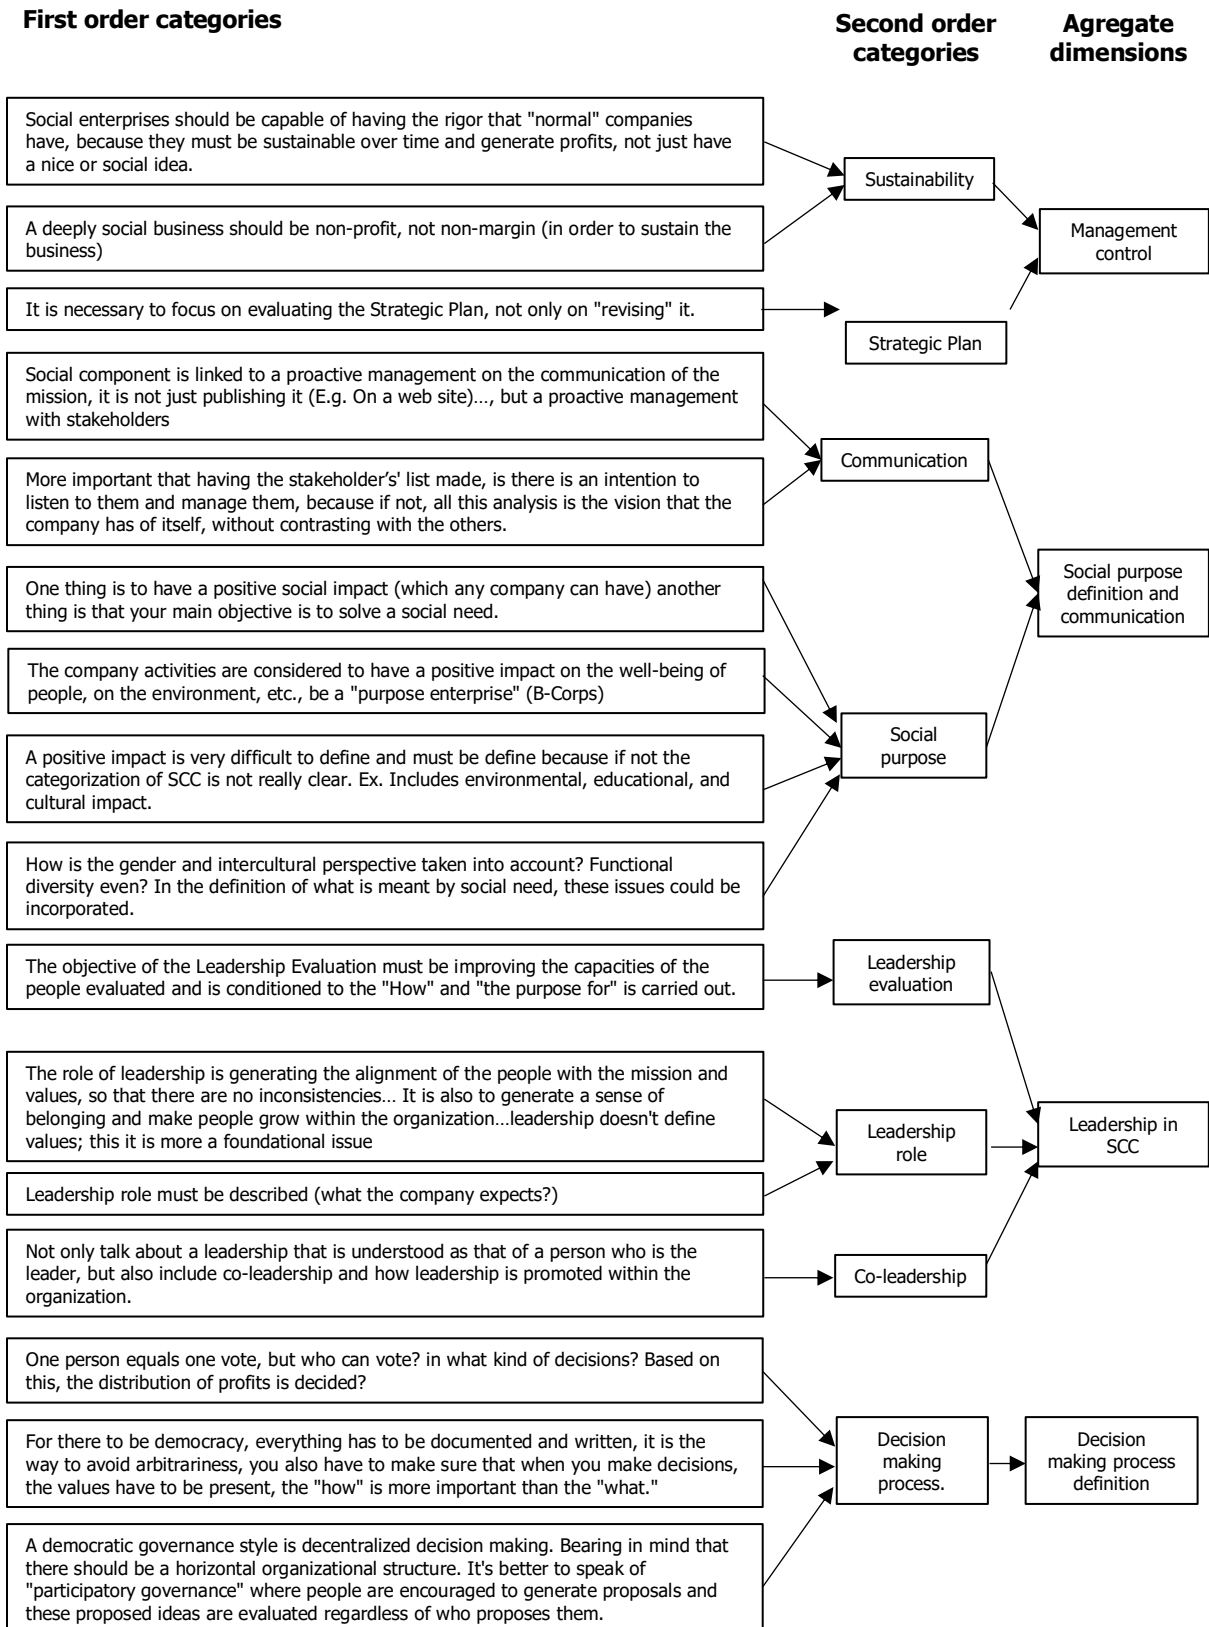 First order categories
Second order
categories
Agregate
dimensions
Social enterprises should be capable of having the rigor that "normal" companies
have, because they must be sustainable over time and generate profits, not just have
a nice or social idea.
Sustainability
A deeply social business should be non-profit, not non-margin (in order to sustain the
business)
Management
control
It is necessary to focus on evaluating the Strategic Plan, not only on "revising" it.
Strategic Plan
Social component is linked to a proactive management on the communication of the
mission, it is not just publishing it (E.g. On a web site)…, but a proactive management
with stakeholders
Communication
More important that having the stakeholder's' list made, is there is an intention to
listen to them and manage them, because if not, all this analysis is the vision that the
company has of itself, without contrasting with the others.
One thing is to have a positive social impact (which any company can have) another
thing is that your main objective is to solve a social need.
Social purpose
definition and
communication
The company activities are considered to have a positive impact on the well-being of
people, on the environment, etc., be a "purpose enterprise" (B-Corps)
Social
purpose
A positive impact is very difficult to define and must be define because if not the
categorization of SCC is not really clear. Ex. Includes environmental, educational, and
cultural impact.
How is the gender and intercultural perspective taken into account? Functional
diversity even? In the definition of what is meant by social need, these issues could be
incorporated.
The objective of the Leadership Evaluation must be improving the capacities of the
people evaluated and is conditioned to the "How" and "the purpose for" is carried out.
Leadership
evaluation
The role of leadership is generating the alignment of the people with the mission and
values, so that there are no inconsistencies… It is also to generate a sense of
belonging and make people grow within the organization…leadership doesn't define
values; this it is more a foundational issue
Leadership
role
Leadership in
SCC
Leadership role must be described (what the company expects?)
Not only talk about a leadership that is understood as that of a person who is the
leader, but also include co-leadership and how leadership is promoted within the
organization.
Co-leadership
One person equals one vote, but who can vote? in what kind of decisions? Based on
this, the distribution of profits is decided?
For there to be democracy, everything has to be documented and written, it is the
way to avoid arbitrariness, you also have to make sure that when you make decisions,
the values have to be present, the "how" is more important than the "what."
Decision
making
process.
Decision
making process
definition
A democratic governance style is decentralized decision making. Bearing in mind that
there should be a horizontal organizational structure. It's better to speak of
"participatory governance" where people are encouraged to generate proposals and
these proposed ideas are evaluated regardless of who proposes them.